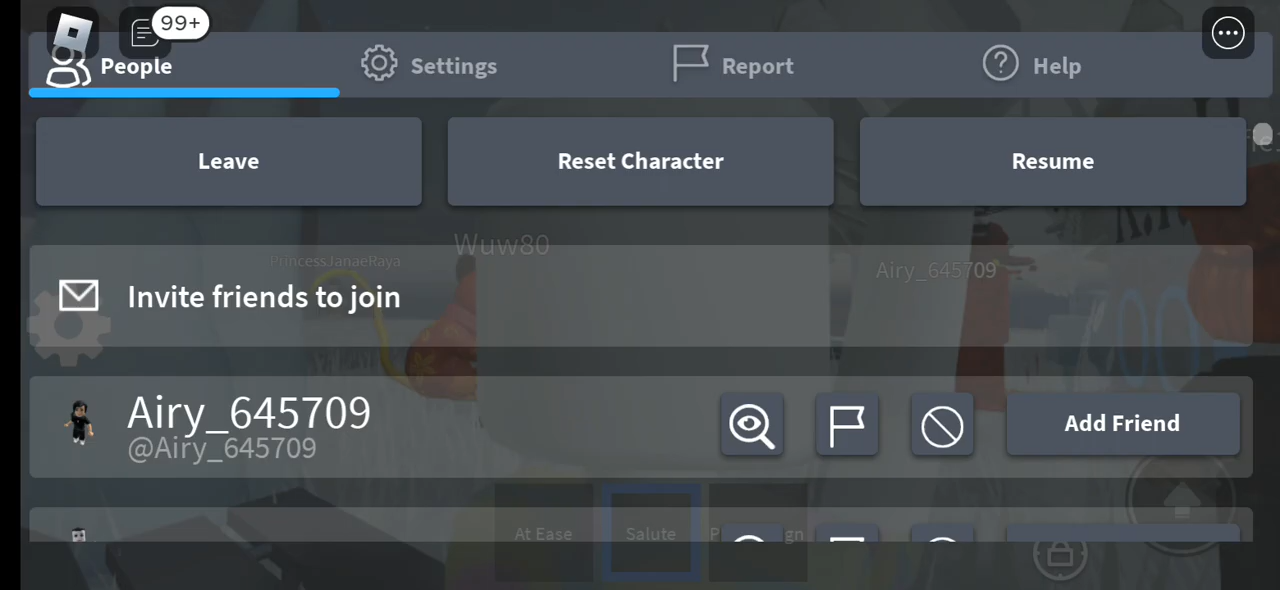 99+
People
Settings
Report
Help
Leave
Reset Character
Resume
Wuw80
PrincessJanaeRaya
Airy_645709
Invite friends to join
Airy_645709
@Airy_645709
Add Friend
At Ease
Salute